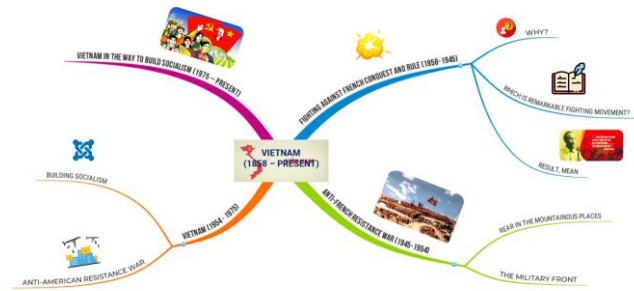 VIETNAM IN THE WAY TO BUILD SOCIALISM (1975 – PRESENT)
FIGHTING AGAINST FRENCH CONQUEST AND RULE (1858- 1945)
WHY?
WHICH IS REMARKABLE FIGHTING MOVEMENT?
RESULT, MEAN
VIETNAM
(1858 – PRESENT)
BUILDING SOCIALISM
VIETNAM (1954 - 1975)
ANTI-AMERICAN RESISTANCE WAR
ANTI-FRENCH RESISTANCE WAR (1945-1954)
REAR IN THE MOUNTAINOUS PLACES
THE MILITARY FRONT